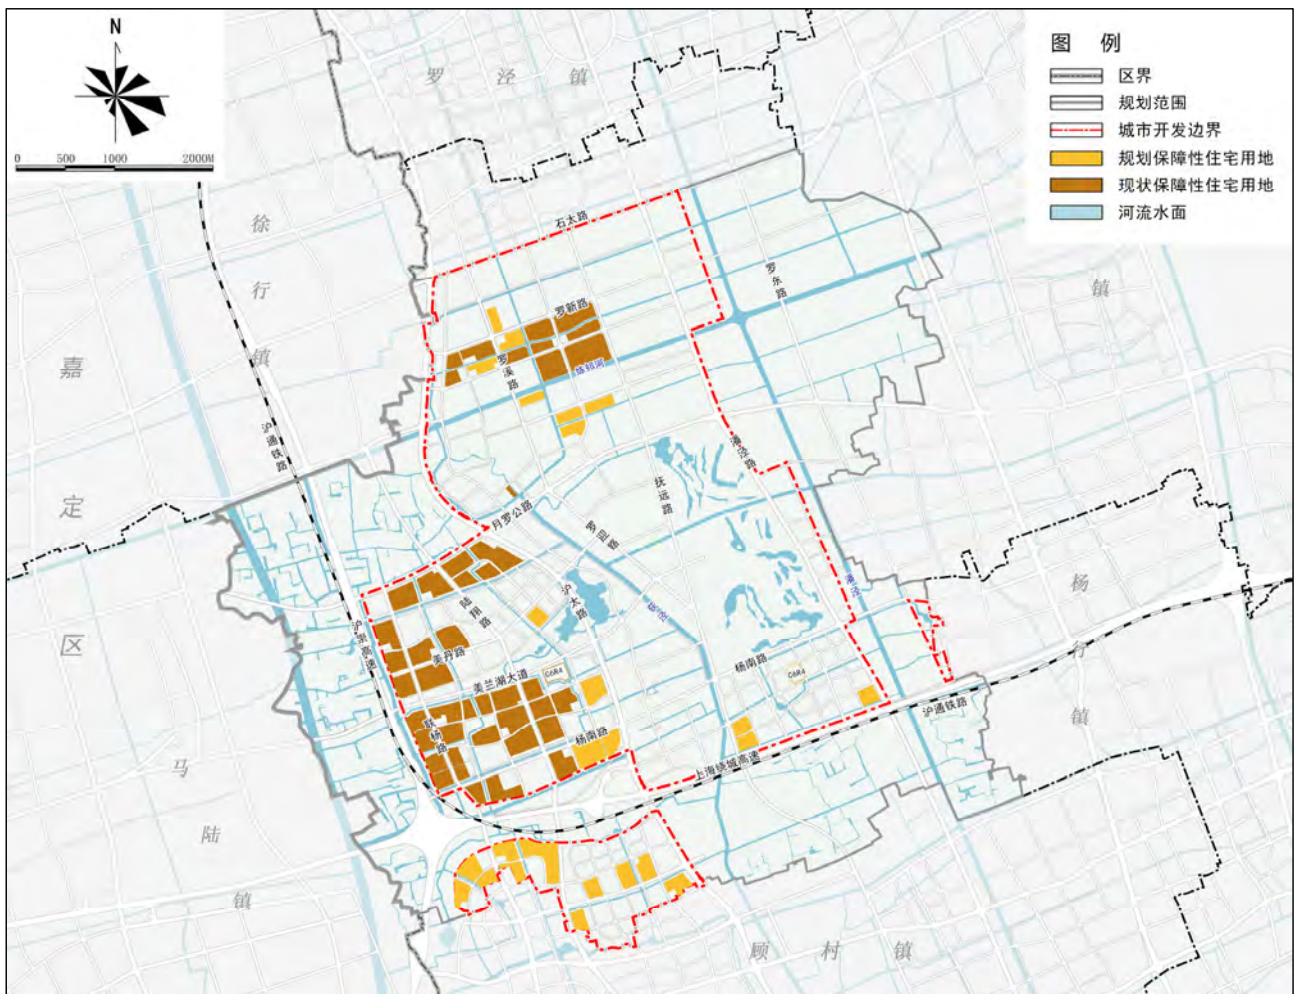 N
0 500 1000 2000M
图 例
区界
规划范围
城市开发边界
规划保障性住宅用地
现状保障性住宅用地
河流水面
罗 泾 镇
徐
行
镇
嘉
定
区
马
陆
镇
镇
杨
行
镇
顾 村 镇
石太路
罗东路
罗新路
罗溪路
练祁河
沪通铁路
潘泾路
抚远路
月罗公路
罗迎路
沪太路
陆翔路
潘泾
沪崇高速
美丹路
美兰湖大道
C6R4
杨南路
C6R4
联杨路
杨南路
沪通铁路
上海绕城高速